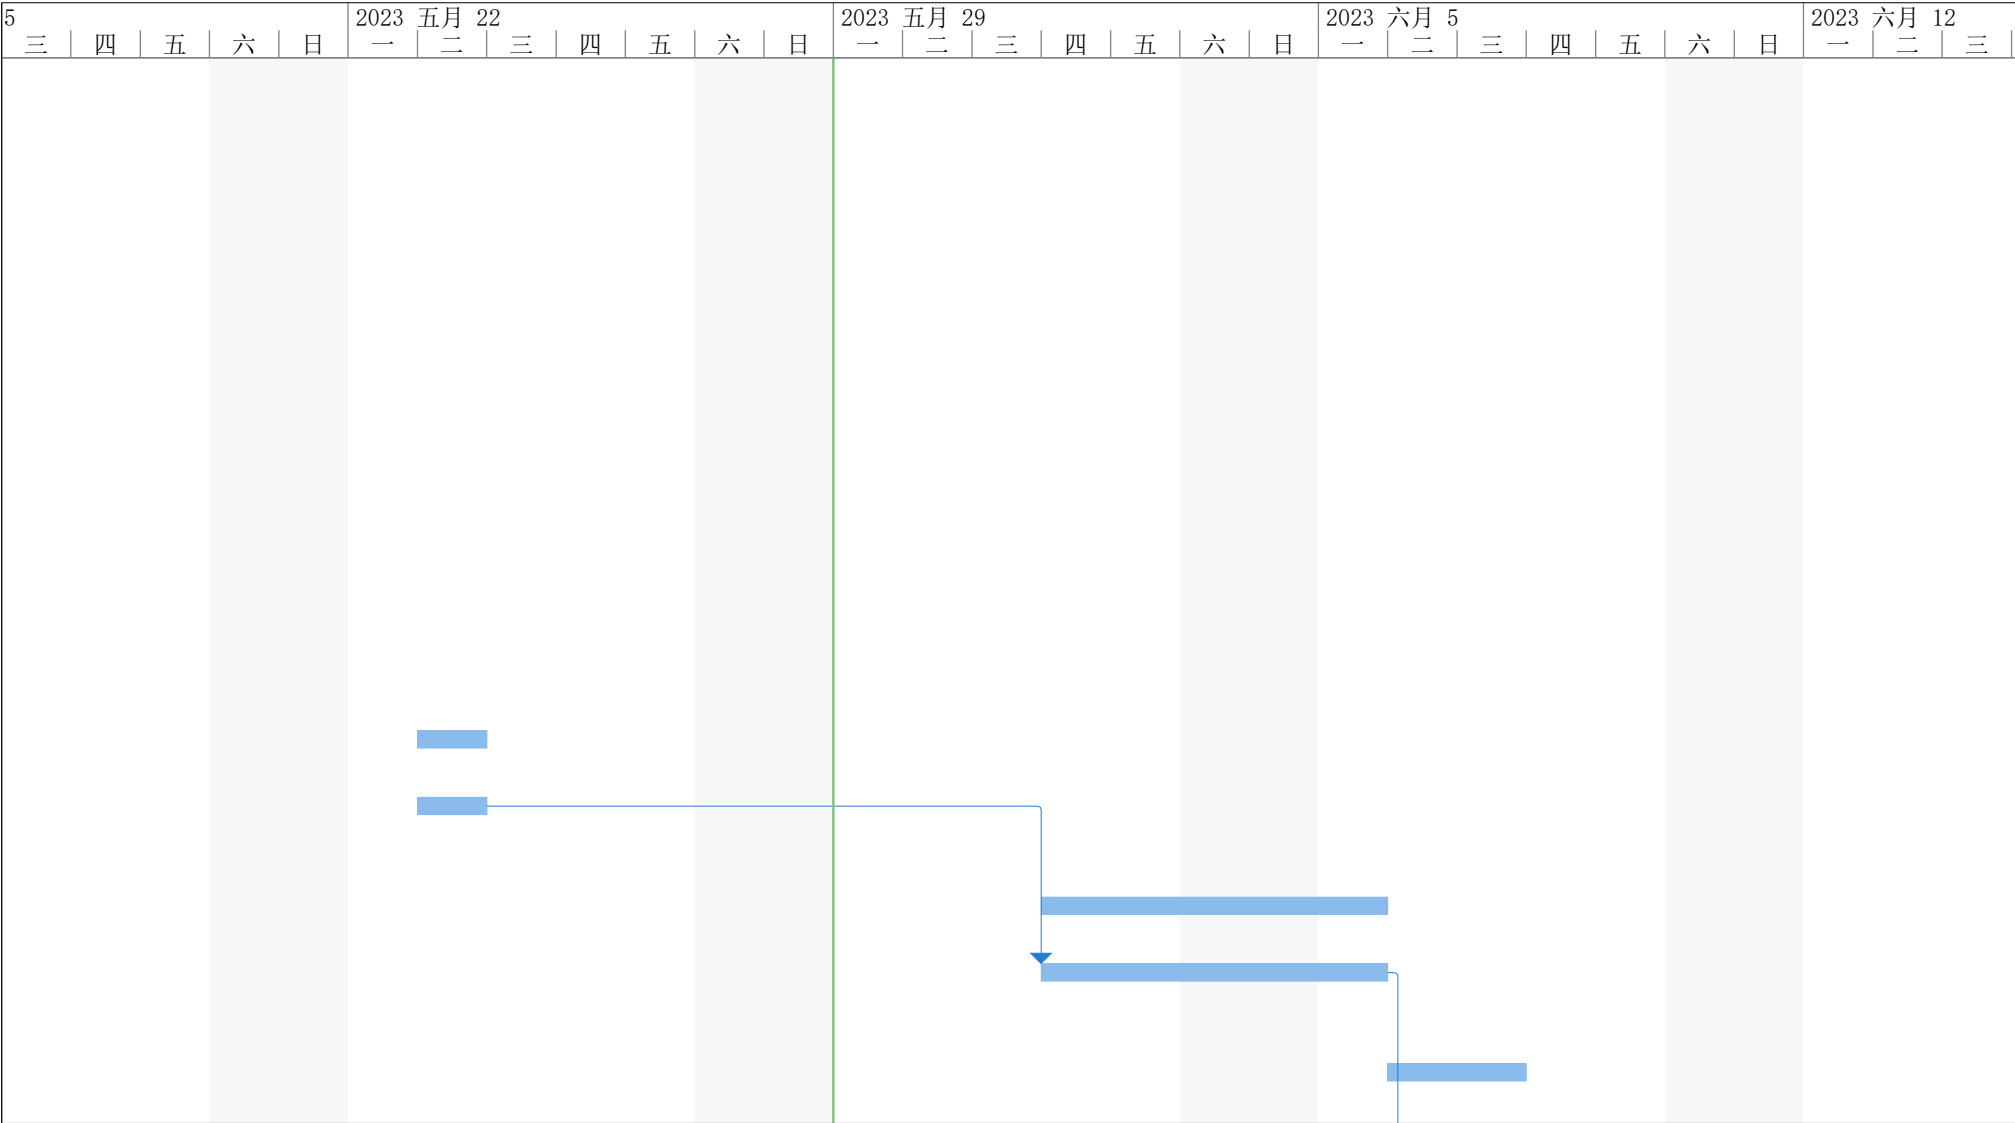 5 2023 五月 22 2023 五月 29 2023 六月 5 2023 六月 12
三 四 五 六 日 一 二 三 四 五 六 日 一 二 三 四 五 六 日 一 二 三 四 五 六 日 一 二 三